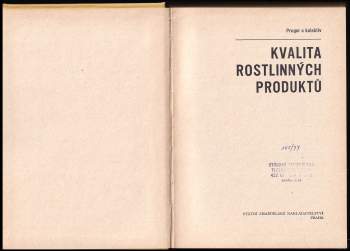 Prugar a kolektiv
KVALITA
ROSTLINNÝCH
PRODUKTŮ
STÁTNÍ ZEMĚDĚLSKÉ NAKLADATELSTVÍ
PRAHA